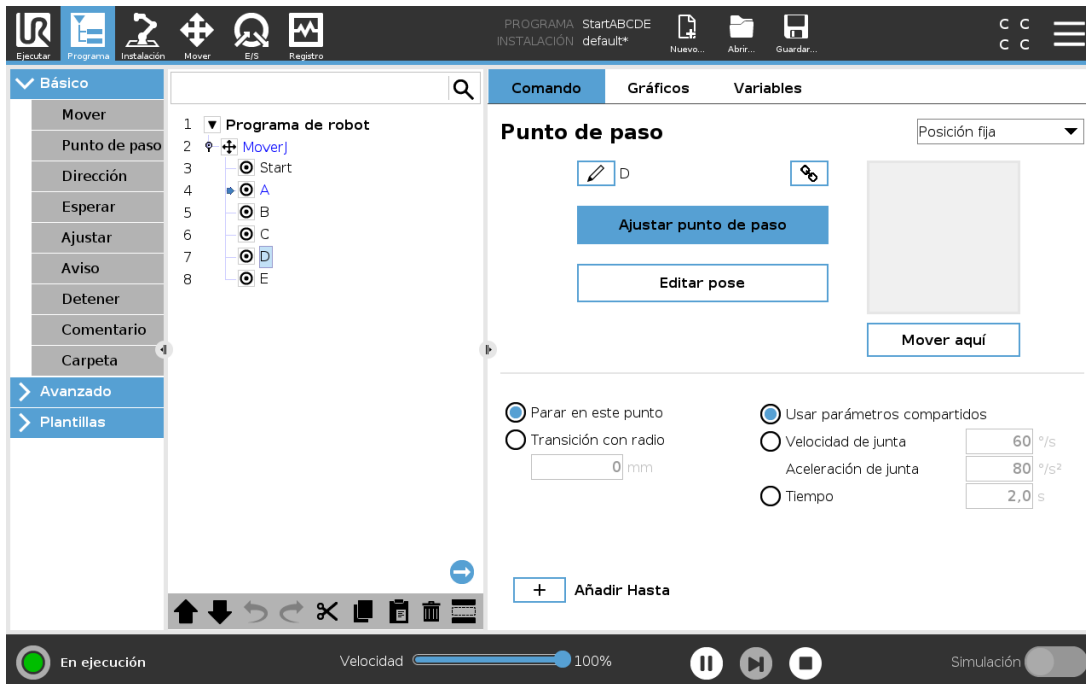 UR
Ejecutar
Programa
Instalación
Mover
E/S
Registro
PROGRAMA StartABCDE
INSTALACIÓN default*
Nuevo...
Abrir...
Guardar...
C C
C C
Básico
Mover
Punto de paso
Dirección
Esperar
Ajustar
Aviso
Detener
Comentario
Carpeta
Avanzado
Plantillas
1 Programa de robot
2 MoverJ
3 Start
4 A
5 B
6 C
7 D
8 E
Comando Gráficos Variables
Punto de paso
Posición fija
D
Ajustar punto de paso
Editar pose
Mover aquí
Parar en este punto
Transición con radio
0 mm
Usar parámetros compartidos
Velocidad de junta 60 °/s
Aceleración de junta 80 °/s²
Tiempo 2,0 s
+ Añadir Hasta
En ejecución
Velocidad 100%
Simulación